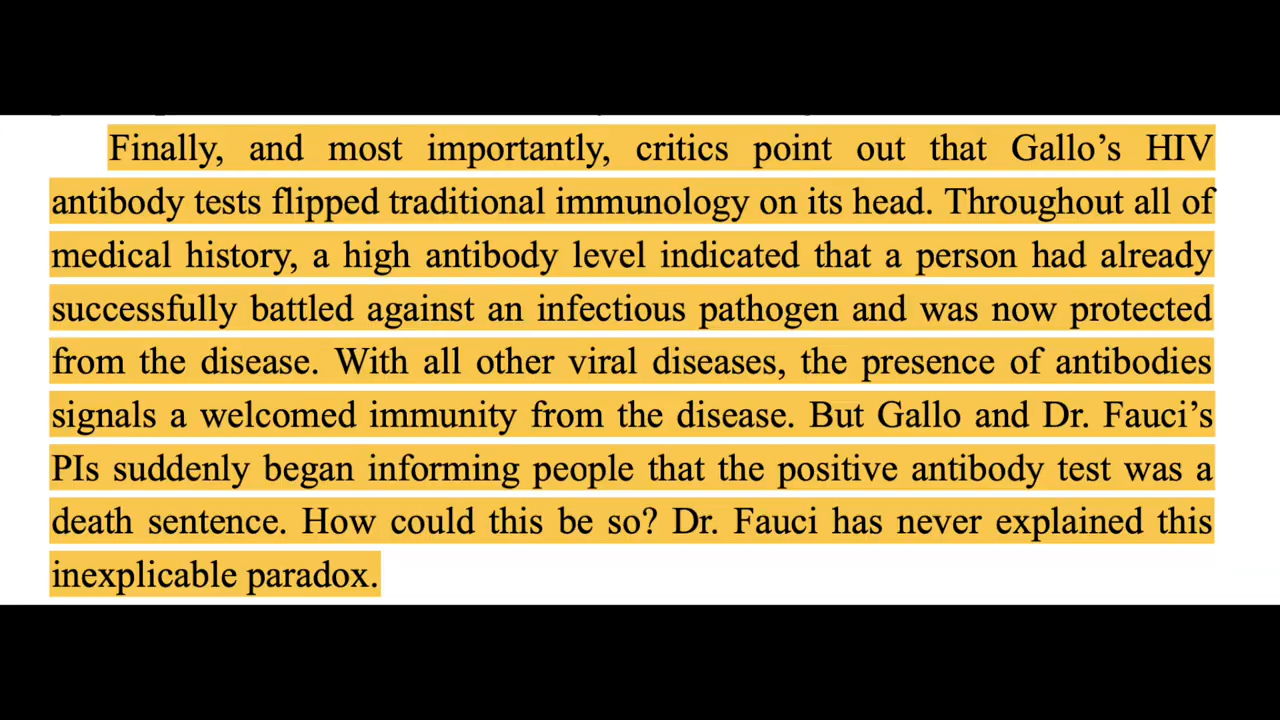 Finally, and most importantly, critics point out that Gallo’s HIV
antibody tests flipped traditional immunology on its head. Throughout all of
medical history, a high antibody level indicated that a person had already
successfully battled against an infectious pathogen and was now protected
from the disease. With all other viral diseases, the presence of antibodies
signals a welcomed immunity from the disease. But Gallo and Dr. Fauci’s
PIs suddenly began informing people that the positive antibody test was a
death sentence. How could this be so? Dr. Fauci has never explained this
inexplicable paradox.